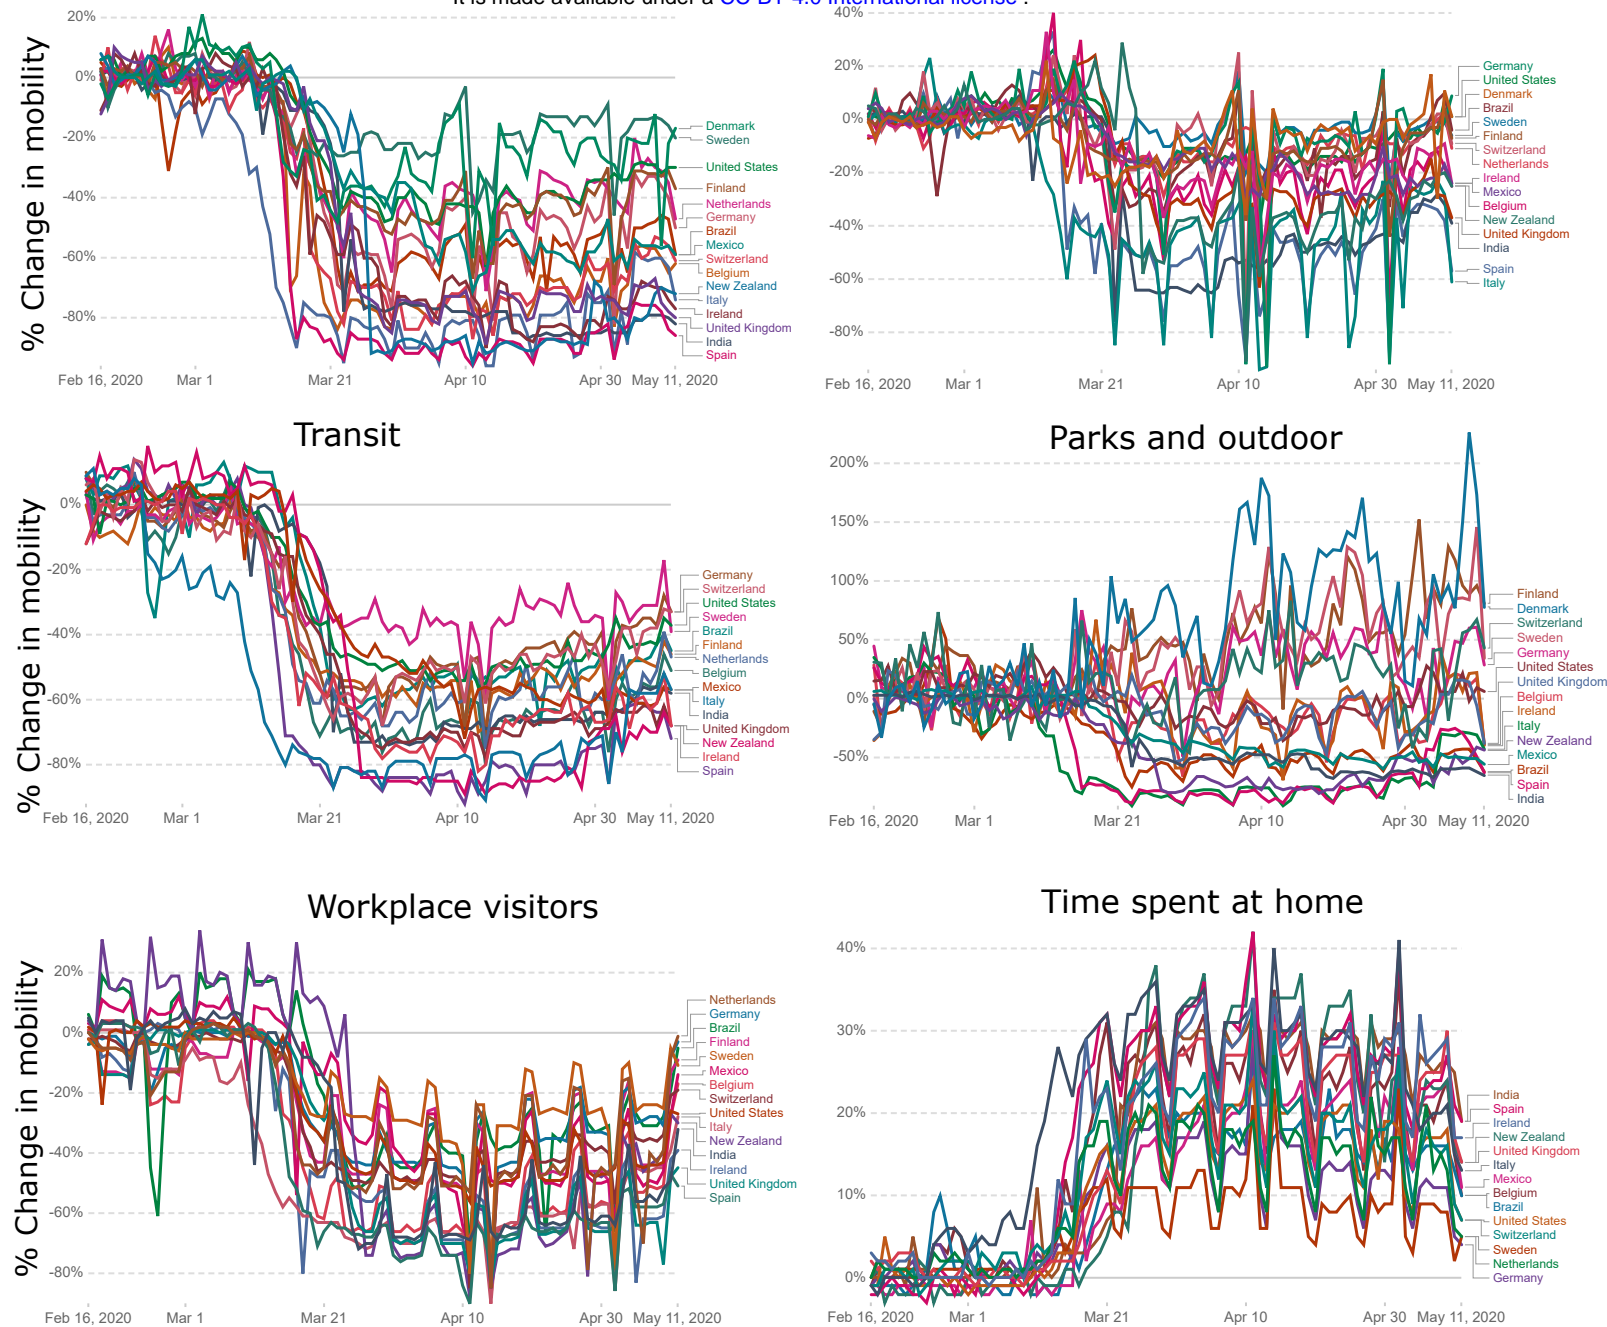 It is made available under a CC-BY 4.0 International license .
% Change in mobility
20%
0%
-20%
-40%
-60%
-80%
Feb 16, 2020
Mar 1
Mar 21
Apr 10
Apr 30
May 11, 2020
Denmark
Sweden
United States
Finland
Netherlands
Germany
Brazil
Mexico
Switzerland
Belgium
New Zealand
Italy
Ireland
United Kingdom
India
Spain
40%
20%
0%
-20%
-40%
-60%
-80%
Feb 16, 2020
Mar 1
Mar 21
Apr 10
Apr 30
May 11, 2020
Germany
United States
Denmark
Brazil
Sweden
Finland
Switzerland
Netherlands
Ireland
Mexico
Belgium
New Zealand
United Kingdom
India
Spain
Italy
Transit
% Change in mobility
0%
-20%
-40%
-60%
-80%
Feb 16, 2020
Mar 1
Mar 21
Apr 10
Apr 30
May 11, 2020
Germany
Switzerland
United States
Sweden
Brazil
Finland
Netherlands
Belgium
Mexico
Italy
India
United Kingdom
New Zealand
Ireland
Spain
Parks and outdoor
200%
150%
100%
50%
0%
-50%
Feb 16, 2020
Mar 1
Mar 21
Apr 10
Apr 30
May 11, 2020
Finland
Denmark
Switzerland
Sweden
Germany
United States
United Kingdom
Belgium
Ireland
Italy
New Zealand
Mexico
Brazil
Spain
India
Workplace visitors
% Change in mobility
20%
0%
-20%
-40%
-60%
-80%
Feb 16, 2020
Mar 1
Mar 21
Apr 10
Apr 30
May 11, 2020
Netherlands
Germany
Brazil
Finland
Sweden
Mexico
Belgium
Switzerland
United States
Italy
New Zealand
India
Ireland
United Kingdom
Spain
Time spent at home
40%
30%
20%
10%
0%
Feb 16, 2020
Mar 1
Mar 21
Apr 10
Apr 30
May 11, 2020
India
Spain
Ireland
New Zealand
United Kingdom
Italy
Mexico
Belgium
Brazil
United States
Switzerland
Sweden
Netherlands
Germany